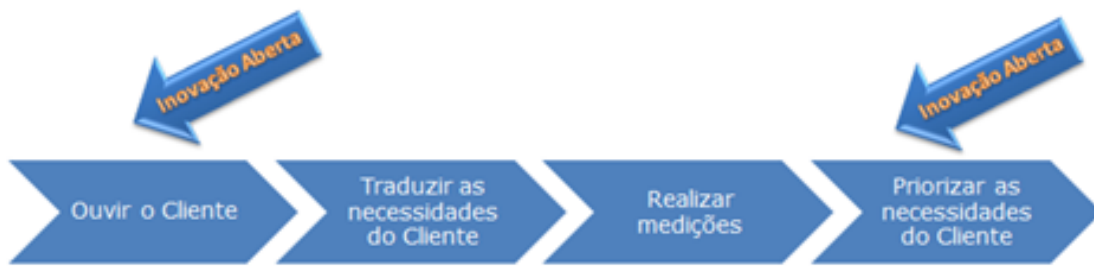 Inovação Aberta
Inovação Aberta
Ouvir o Cliente
Traduzir as
necessidades
do Cliente
Realizar
medições
Priorizar as
necessidades
do Cliente